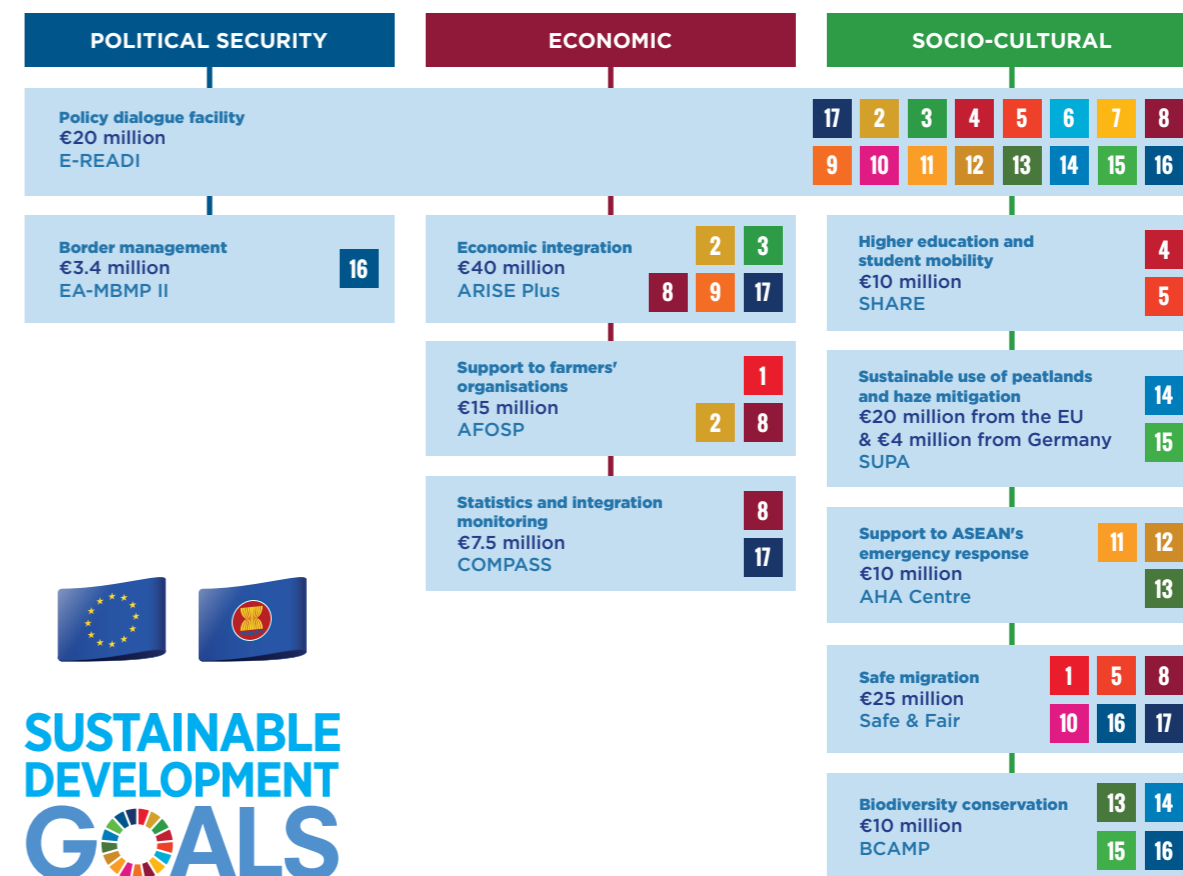 POLITICAL SECURITY
ECONOMIC
SOCIO-CULTURAL
Policy dialogue facility
€20 million
E-READI
17 2 3 4 5 6 7 8
9 10 11 12 13 14 15 16
Border management
€3.4 million
EA-MBMP II
16
Economic integration
€40 million
ARISE Plus
2 3
8 9 17
Support to farmers'
organisations
€15 million
AFOSP
1
2 8
Statistics and integration
monitoring
€7.5 million
COMPASS
8
17
Higher education and
student mobility
€10 million
SHARE
4
5
Sustainable use of peatlands
and haze mitigation
€20 million from the EU
& €4 million from Germany
SUPA
14
15
Support to ASEAN's
emergency response
€10 million
AHA Centre
11 12
13
Safe migration
€25 million
Safe & Fair
1 5 8
10 16 17
Biodiversity conservation
€10 million
BCAMP
13 14
15 16
SUSTAINABLE
DEVELOPMENT
GOALS